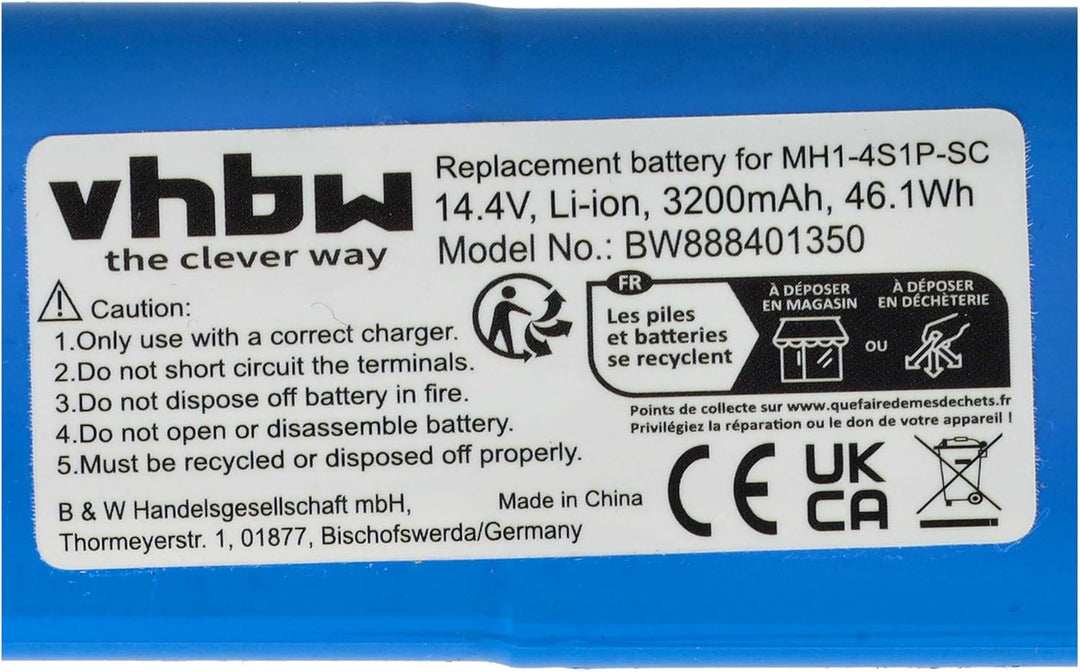 vhbw
the clever way
Replacement battery for MH1-4S1P-SC
14.4V, Li-ion, 3200mAh, 46.1Wh
Model No.: BW888401350
Caution:
1.Only use with a correct charger.
2.Do not short circuit the terminals.
3.Do not dispose off battery in fire.
4.Do not open or disassemble battery.
5.Must be recycled or disposed off properly.
FR
Les piles
et batteries
se recyclent
À DÉPOSER
EN MAGASIN
OU
À DÉPOSER
EN DÉCHÈTERIE
Points de collecte sur www.quefairedemesdechets.fr
Privilégiez la réparation ou le don de votre appareil !
B & W Handelsgesellschaft mbH,
Made in China
Thormeyerstr. 1, 01877, Bischofswerda/Germany
CE
UK
CA